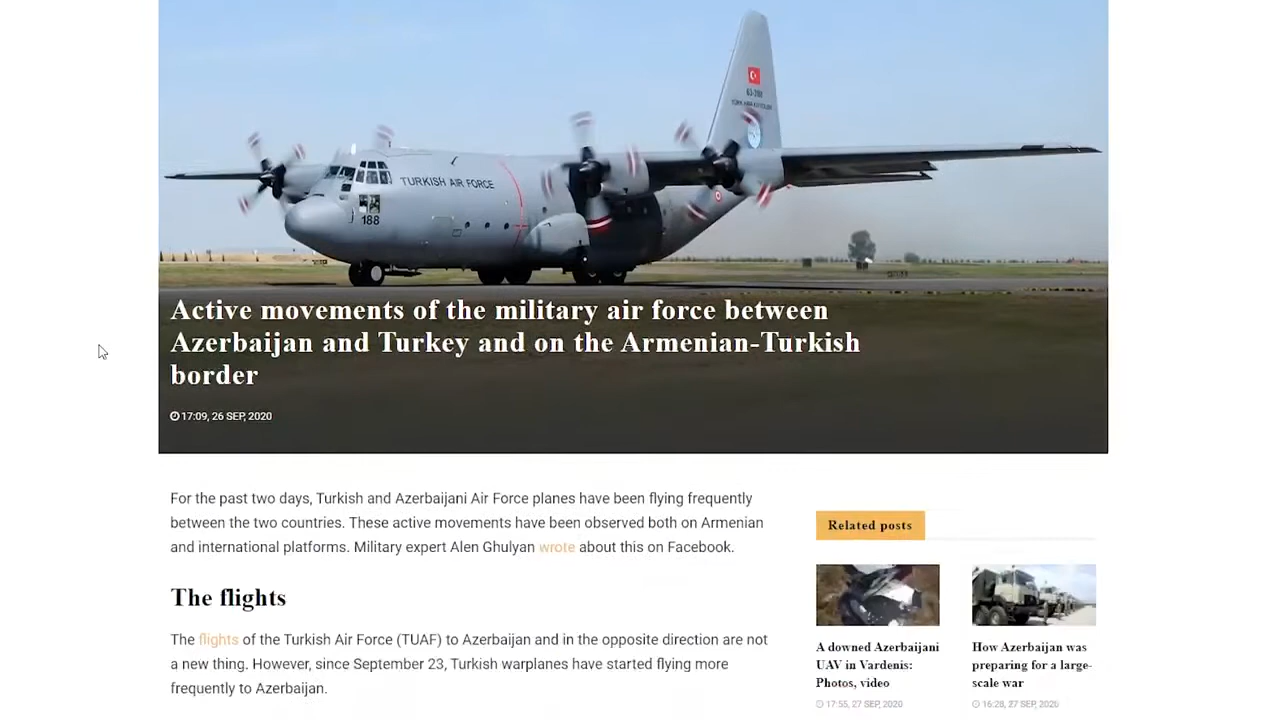 TURKISH AIR FORCE
188
Active movements of the military air force between
Azerbaijan and Turkey and on the Armenian-Turkish
border
17:09, 26 SEP, 2020
For the past two days, Turkish and Azerbaijani Air Force planes have been flying frequently
between the two countries. These active movements have been observed both on Armenian
and international platforms. Military expert Alen Ghulyan wrote about this on Facebook.
The flights
The flights of the Turkish Air Force (TUAF) to Azerbaijan and in the opposite direction are not
a new thing. However, since September 23, Turkish warplanes have started flying more
frequently to Azerbaijan.
Related posts
A downed Azerbaijani
UAV in Vardenis:
Photos, video
17:55, 27 SEP, 2020
How Azerbaijan was
preparing for a large-
scale war
16:28, 27 SEP, 2020